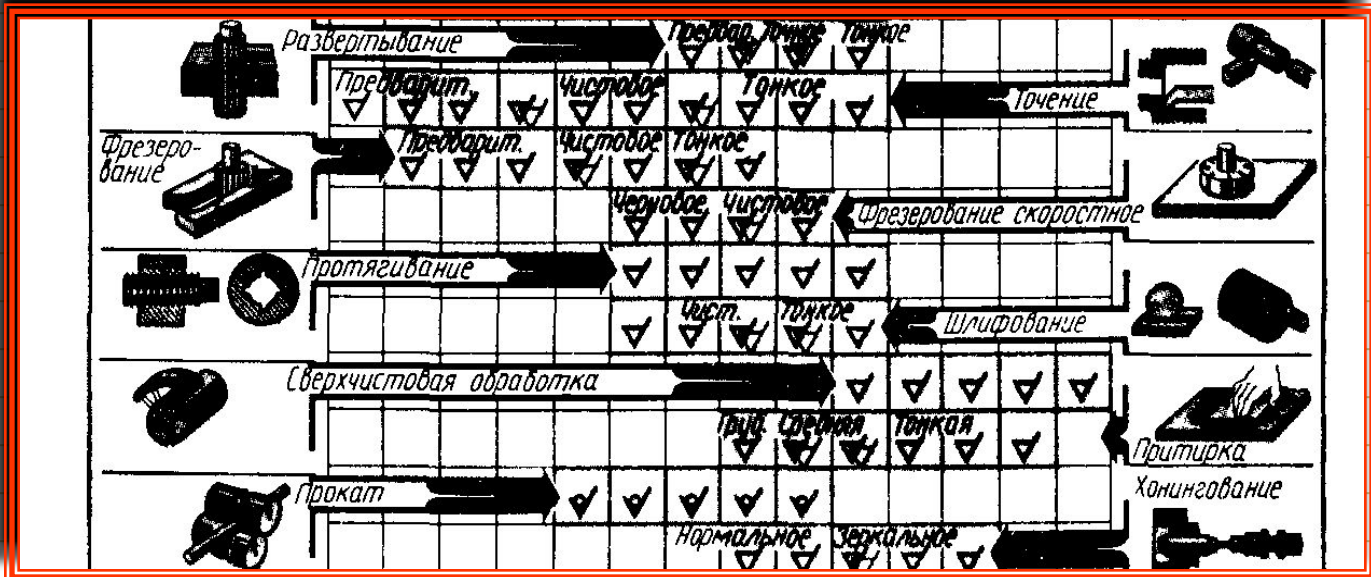 Развертывание
Предвар. Точное Тонкое
Предварит. Чистовое Тонкое
Точение
Фрезеро-
вание
Предварит. Чистовое Тонкое
Черновое Чистовое
Фрезерование скоростное
Протягивание
Чист. Тонкое
Шлифование
Сверхчистовая обработка
Груб. Средняя Тонкая
Притирка
Прокат
Хонингование
Нормальное Зеркальное